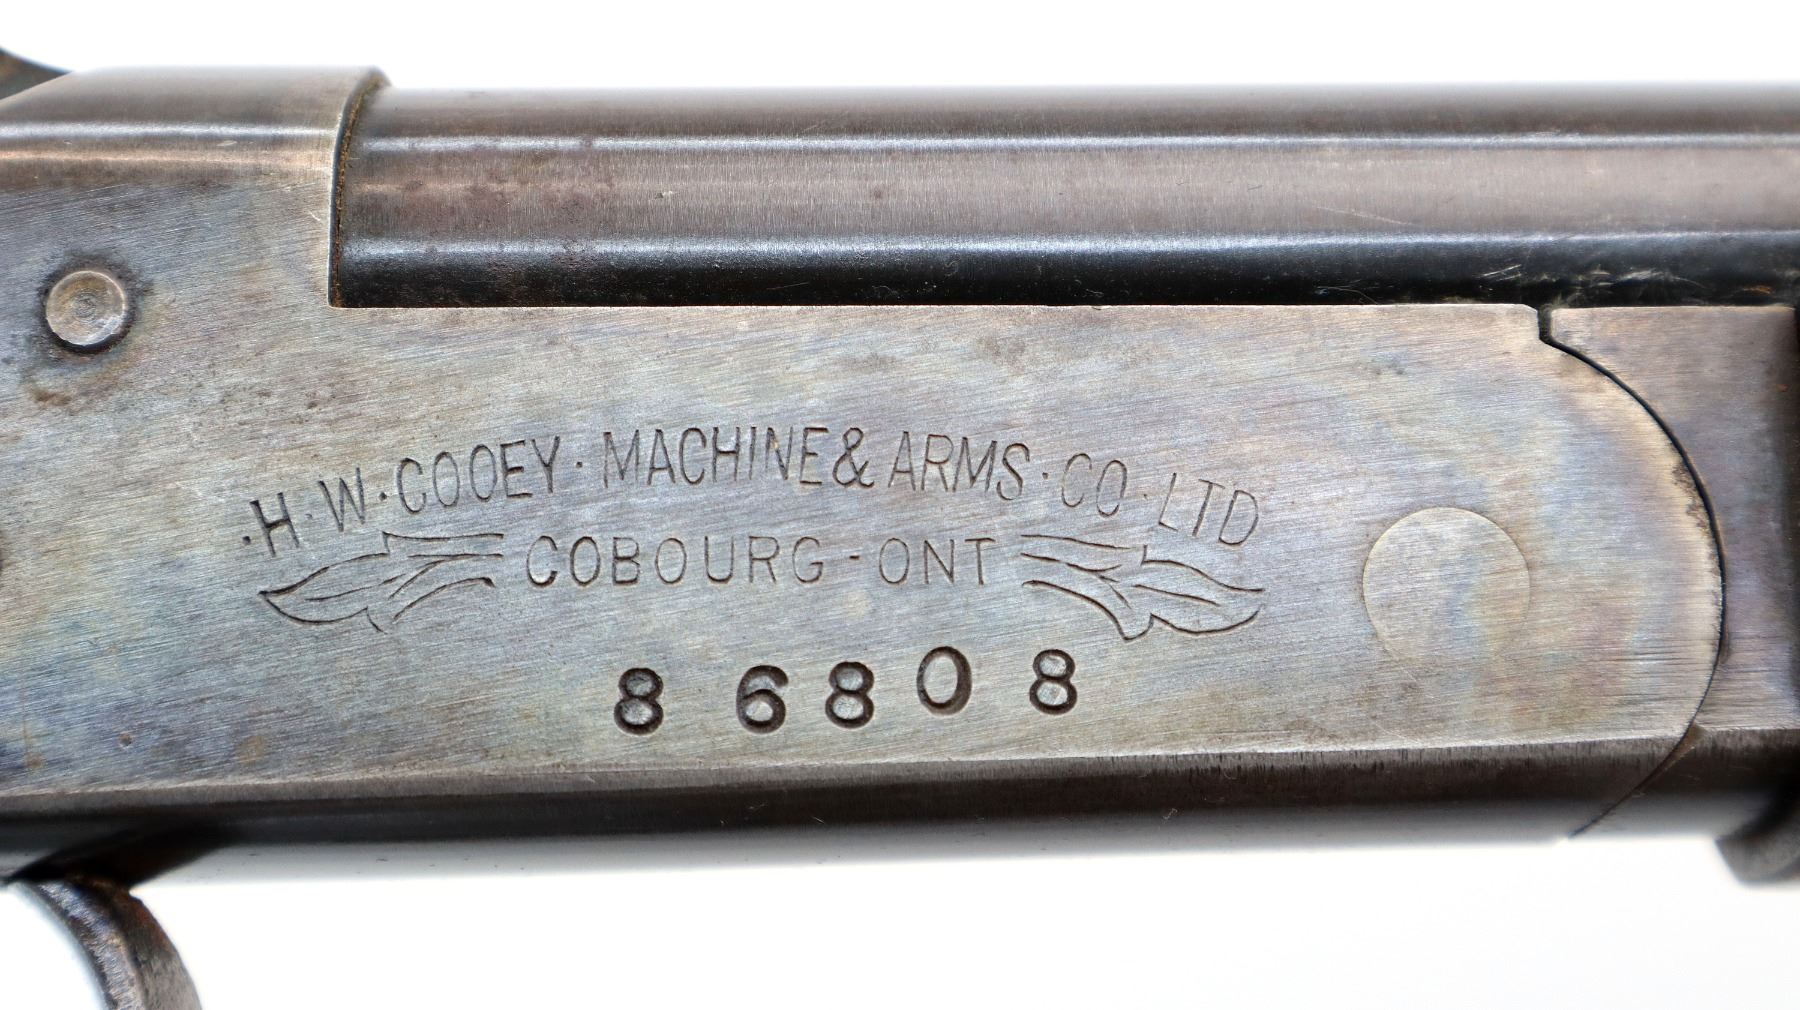 ·H·W·COOEY·MACHINE & ARMS·CO·LTD
COBOURG-ONT
86808